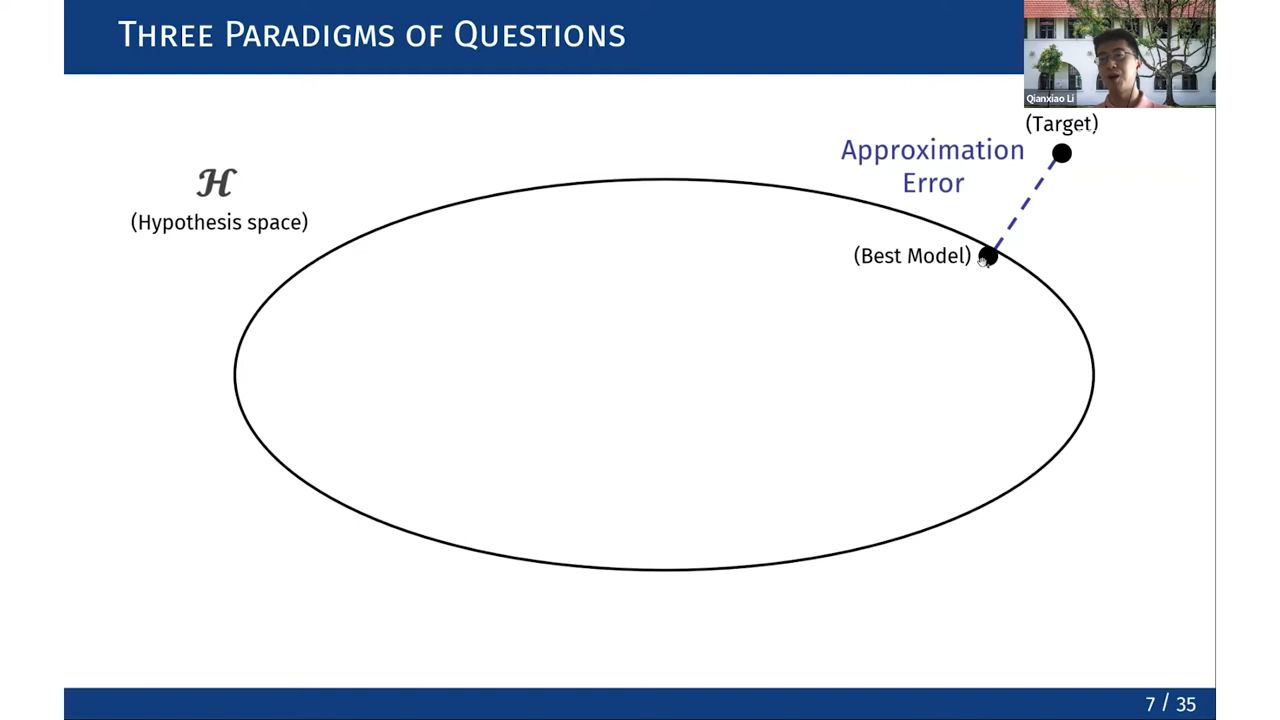 THREE PARADIGMS OF QUESTIONS
Qianxiao Li
(Target)
Approximation
Error
ℋ
(Hypothesis space)
(Best Model)
7 / 35